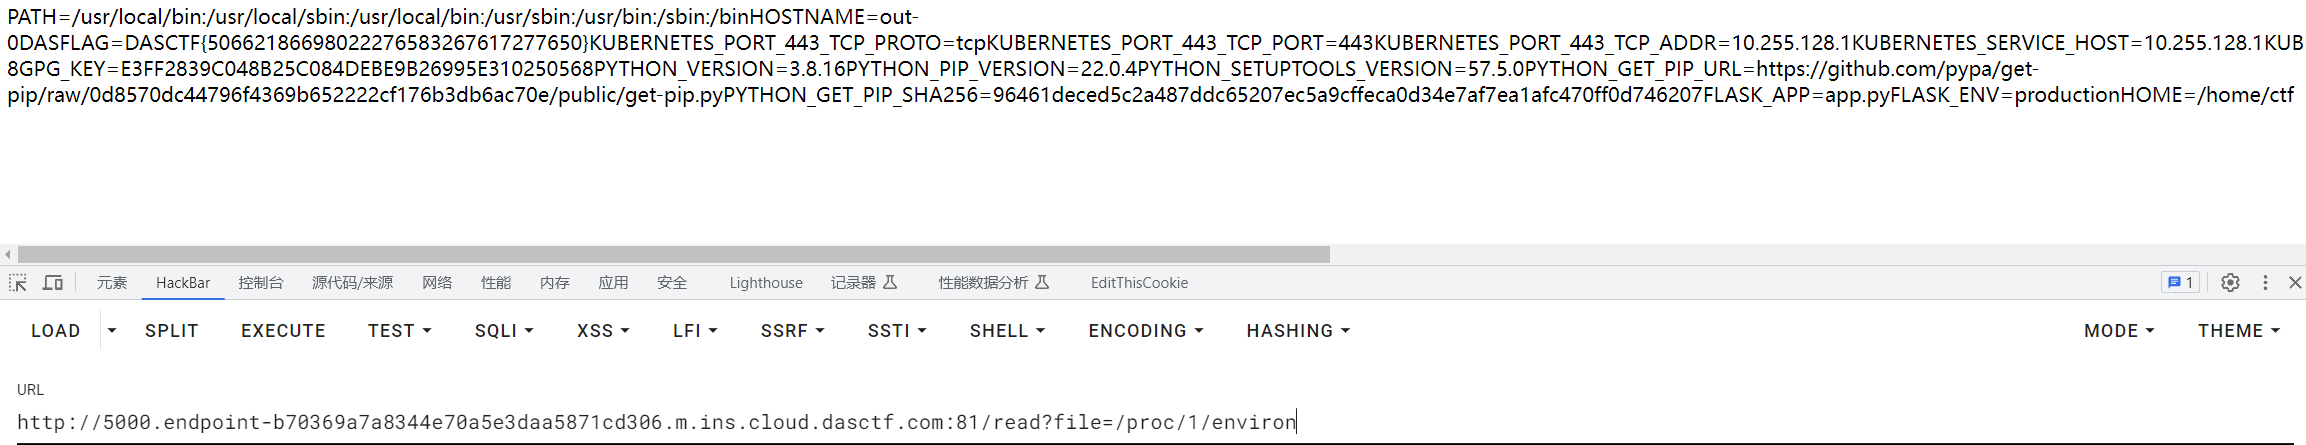 PATH=/usr/local/bin:/usr/local/sbin:/usr/local/bin:/usr/sbin:/usr/bin:/sbin:/binHOSTNAME=out-
0DASFLAG=DASCTF{50662186698022276583267617277650}KUBERNETES_PORT_443_TCP_PROTO=tcpKUBERNETES_PORT_443_TCP_PORT=443KUBERNETES_PORT_443_TCP_ADDR=10.255.128.1KUBERNETES_SERVICE_HOST=10.255.128.1KUB
8GPG_KEY=E3FF2839C048B25C084DEBE9B26995E310250568PYTHON_VERSION=3.8.16PYTHON_PIP_VERSION=22.0.4PYTHON_SETUPTOOLS_VERSION=57.5.0PYTHON_GET_PIP_URL=https://github.com/pypa/get-
pip/raw/0d8570dc44796f4369b652222cf176b3db6ac70e/public/get-pip.pyPYTHON_GET_PIP_SHA256=96461deced5c2a487ddc65207ec5a9cffeca0d34e7af7ea1afc470ff0d746207FLASK_APP=app.pyFLASK_ENV=productionHOME=/home/ctf
元素 HackBar 控制台 源代码/来源 网络 性能 内存 应用 安全 Lighthouse 记录器 性能数据分析 EditThisCookie 1
LOAD SPLIT EXECUTE TEST SQLI XSS LFI SSRF SSTI SHELL ENCODING HASHING MODE THEME
URL
http://5000.endpoint-b70369a7a8344e70a5e3daa5871cd306.m.ins.cloud.dasctf.com:81/read?file=/proc/1/environ